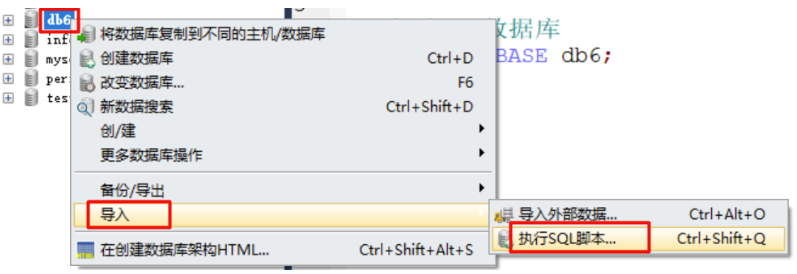 db6
info
mysq
per
tes
数据库
BASE db6;
将数据库复制到不同的主机/数据库
创建数据库 Ctrl+D
改变数据库... F6
新数据搜索 Ctrl+Shift+D
创/建
更多数据库操作
备份/导出
导入
在创建数据库架构HTML... Ctrl+Shift+Alt+S
导入外部数据... Ctrl+Alt+O
执行SQL脚本... Ctrl+Shift+Q